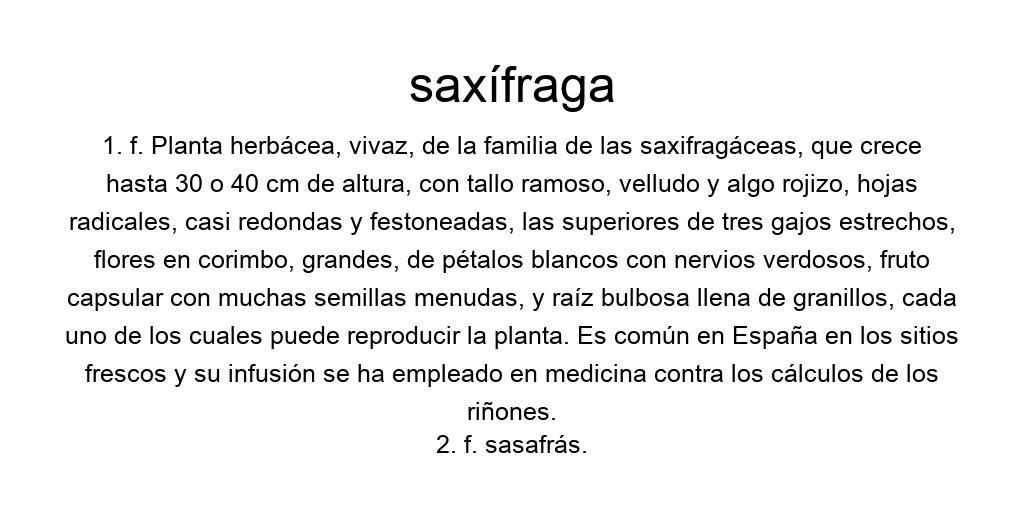 saxífraga
1. f. Planta herbácea, vivaz, de la familia de las saxifragáceas, que crece
hasta 30 o 40 cm de altura, con tallo ramoso, velludo y algo rojizo, hojas
radicales, casi redondas y festoneadas, las superiores de tres gajos estrechos,
flores en corimbo, grandes, de pétalos blancos con nervios verdosos, fruto
capsular con muchas semillas menudas, y raíz bulbosa llena de granillos, cada
uno de los cuales puede reproducir la planta. Es común en España en los sitios
frescos y su infusión se ha empleado en medicina contra los cálculos de los
riñones.
2. f. sasafrás.